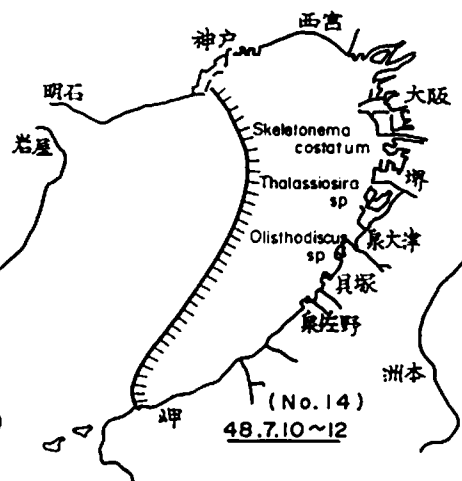 西宮
神戸
明石
大阪
岩屋
Skeletonema
costatum
堺
Thalassiosira
sp
Olisthodiscus
sp
泉大津
貝塚
泉佐野
洲本
岬
(No.14)
48.7.10~12